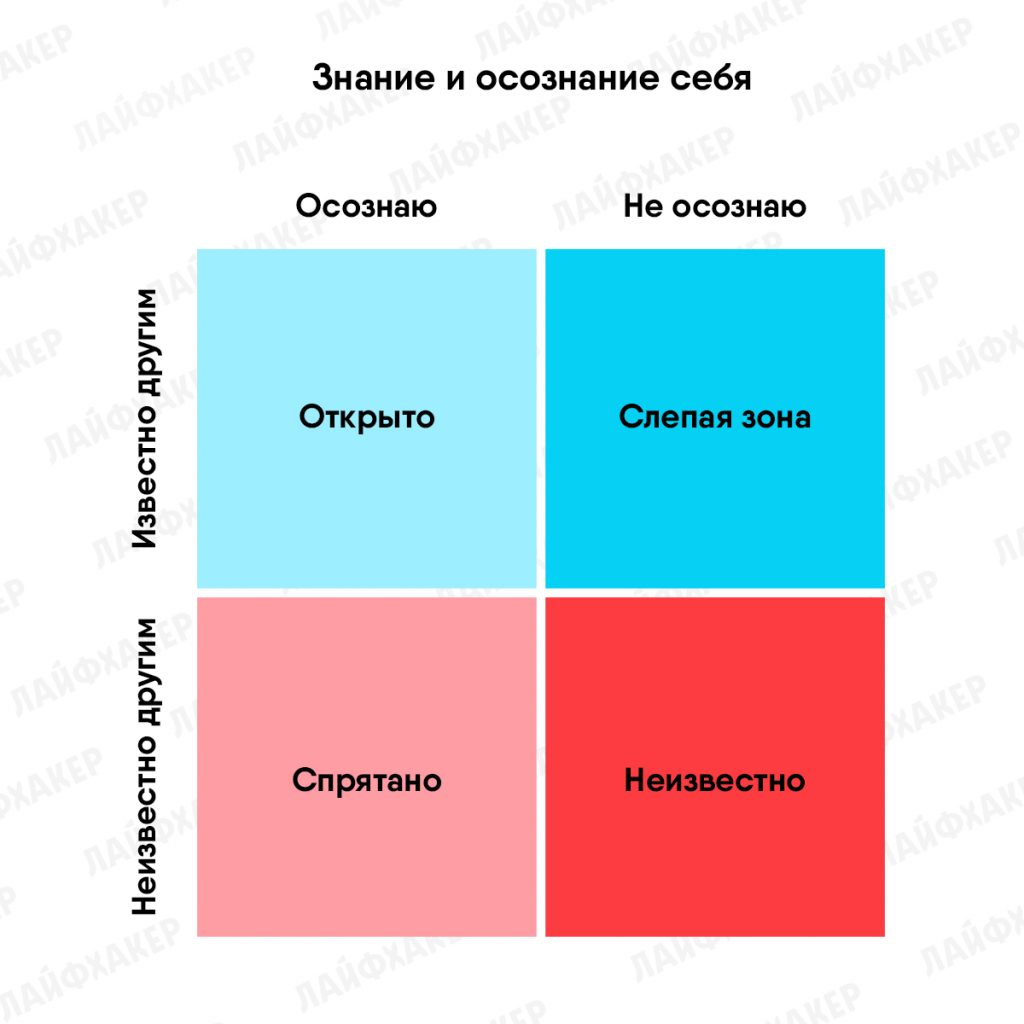 Знание и осознание себя
Осознаю
Не осознаю
Известно другим
Открыто
Слепая зона
Неизвестно другим
Спрятано
Неизвестно
ЛАЙФХАКЕР